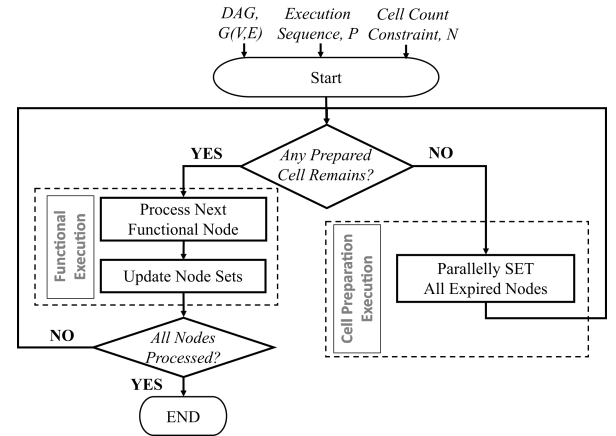 DAG,
G(V,E)
Execution
Sequence, P
Cell Count
Constraint, N
Start
Any Prepared
Cell Remains?
YES
NO
Functional
Execution
Process Next
Functional Node
Update Node Sets
Cell Preparation
Execution
Parallelly SET
All Expired Nodes
All Nodes
Processed?
NO
YES
END